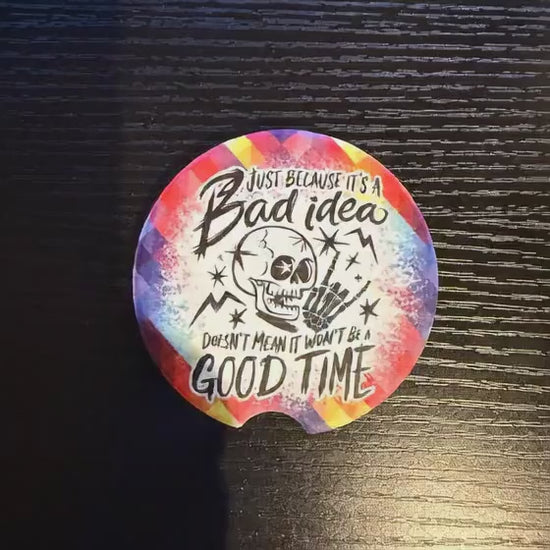 JUST BECAUSE IT'S A
Bad idea
DOESN'T MEAN IT WON'T BE A
GOOD TIME